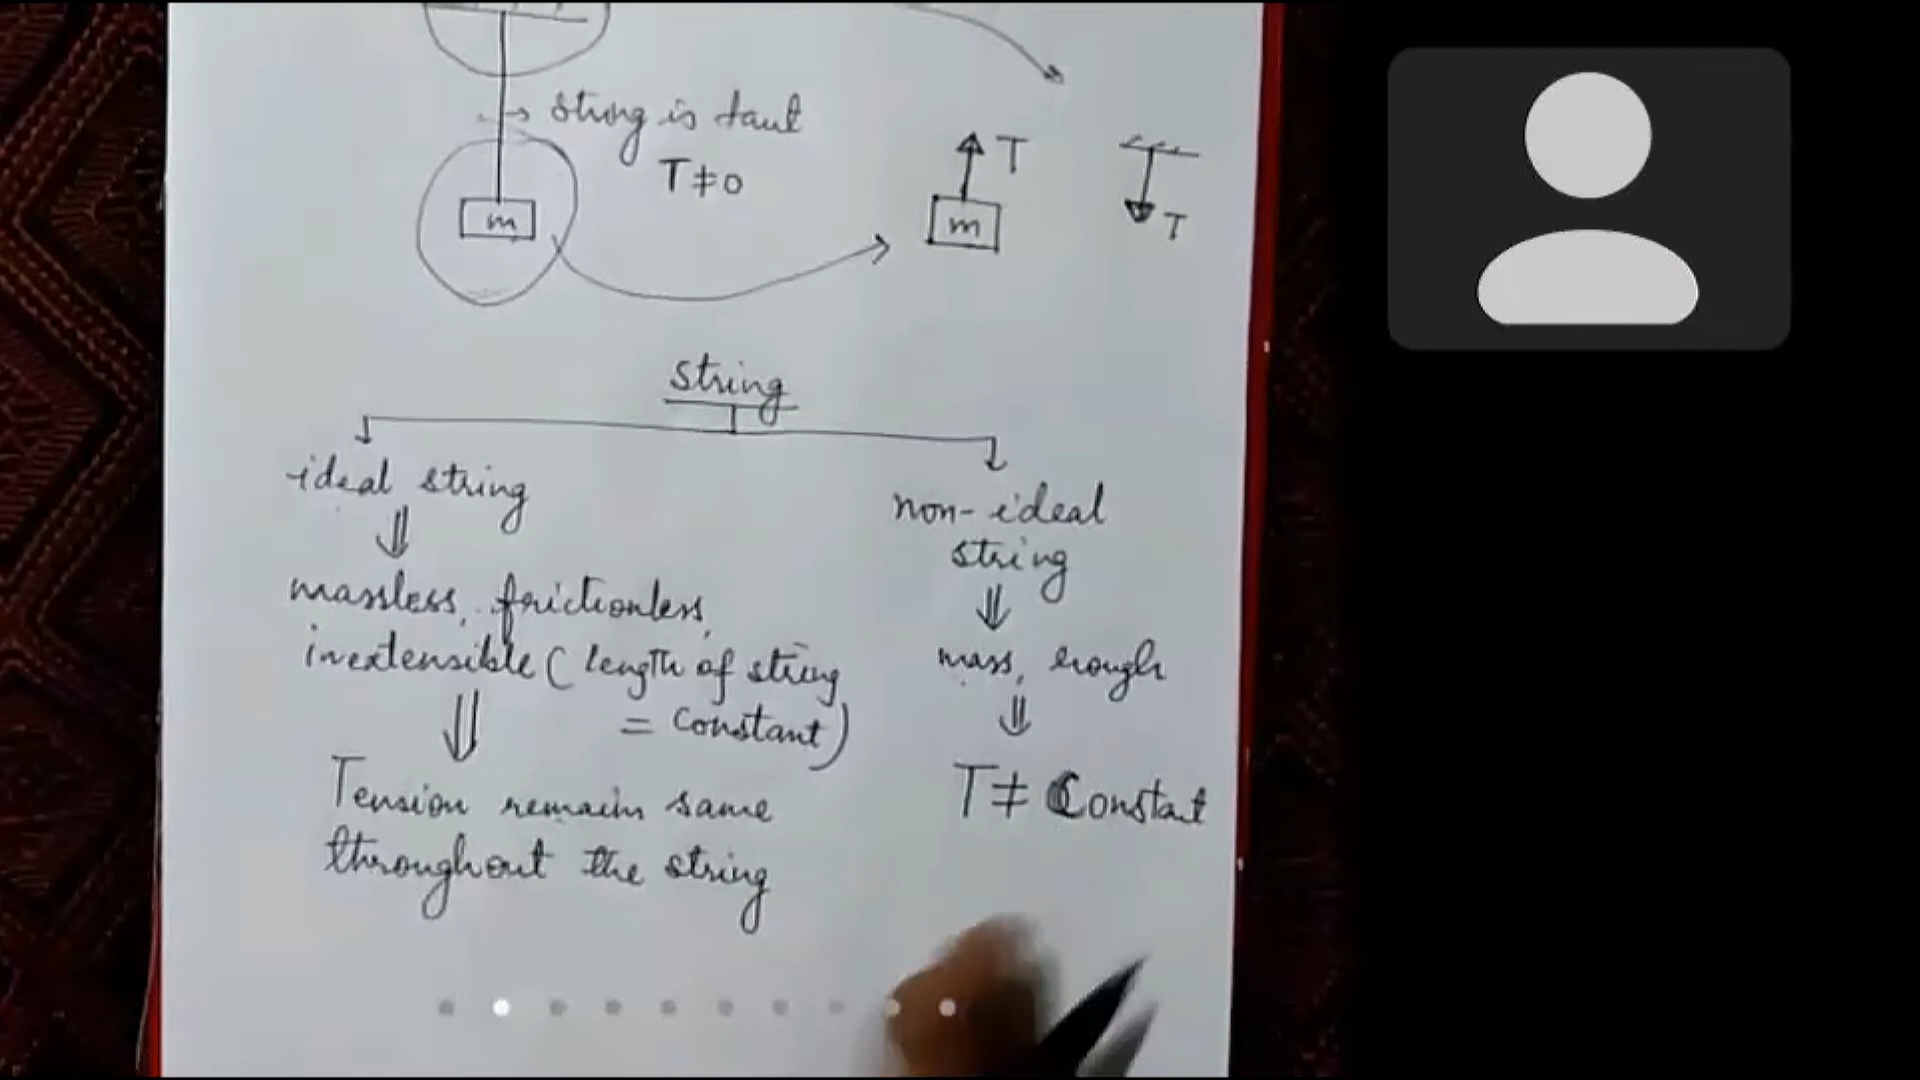 → string is taut
T ≠ 0
m
T
m
T
string
ideal string
massless, frictionless,
inextensible ( length of string
= constant )
Tension remain same
throughout the string
non-ideal
string
mass, rough
T ≠ Constant